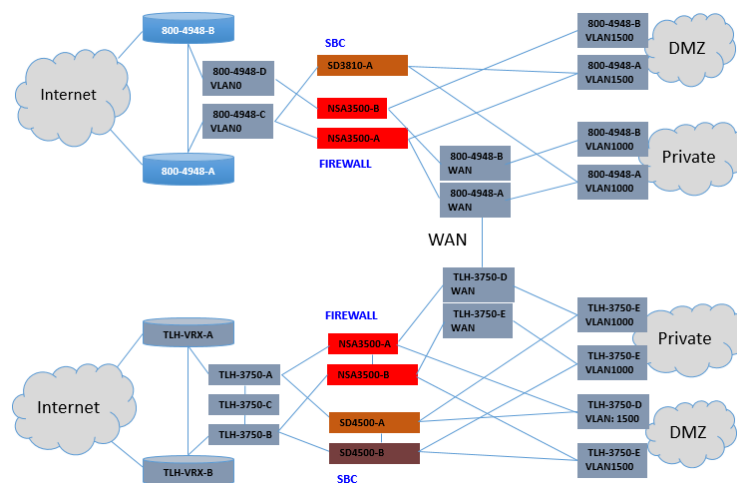 800-4948-B
SBC
800-4948-B
VLAN1500
DMZ
800-4948-D
VLAN0
SD3810-A
800-4948-A
VLAN1500
Internet
NSA3500-B
800-4948-C
VLAN0
NSA3500-A
800-4948-B
VLAN1000
800-4948-A
FIREWALL
800-4948-B
WAN
Private
800-4948-A
VLAN1000
800-4948-A
WAN
WAN
TLH-3750-D
WAN
FIREWALL
TLH-3750-E
WAN
TLH-3750-E
VLAN1000
TLH-VRX-A
NSA3500-A
Private
TLH-3750-E
VLAN1000
TLH-3750-A
NSA3500-B
Internet
TLH-3750-C
TLH-3750-D
VLAN: 1500
SD4500-A
TLH-3750-B
DMZ
SD4500-B
TLH-3750-E
VLAN1500
TLH-VRX-B
SBC